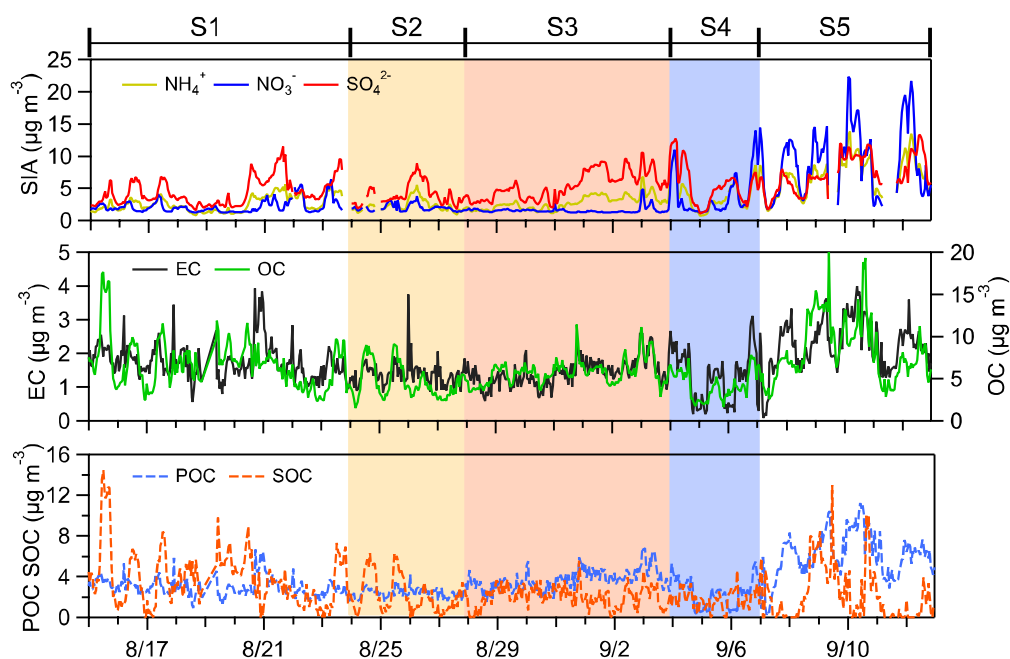 S1 S2 S3 S4 S5
25
20
15
10
5
0
SIA (µg m⁻³)
NH₄⁺ NO₃⁻ SO₄²⁻
5
4
3
2
1
0
EC (µg m⁻³)
EC OC
20
15
10
5
0
OC (µg m⁻³)
16
12
8
4
0
POC SOC (µg m⁻³)
POC SOC
8/17 8/21 8/25 8/29 9/2 9/6 9/10